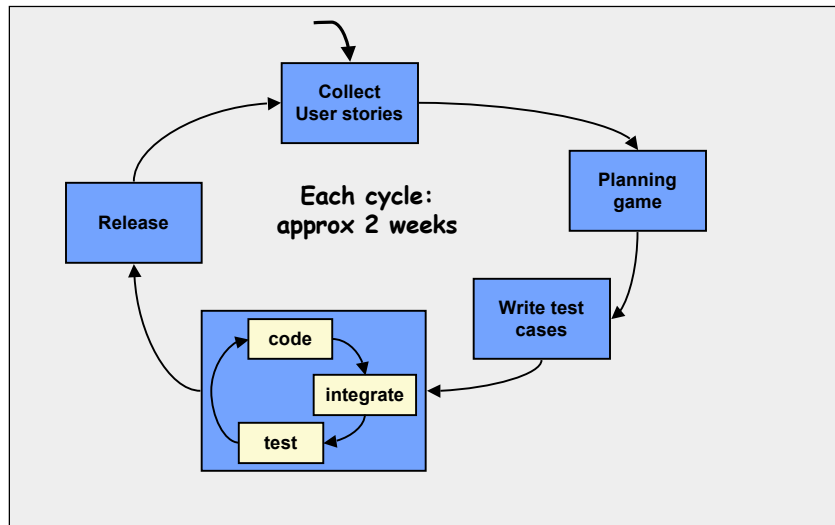 Collect
User stories
Planning
game
Each cycle:
approx 2 weeks
Release
Write test
cases
code
integrate
test